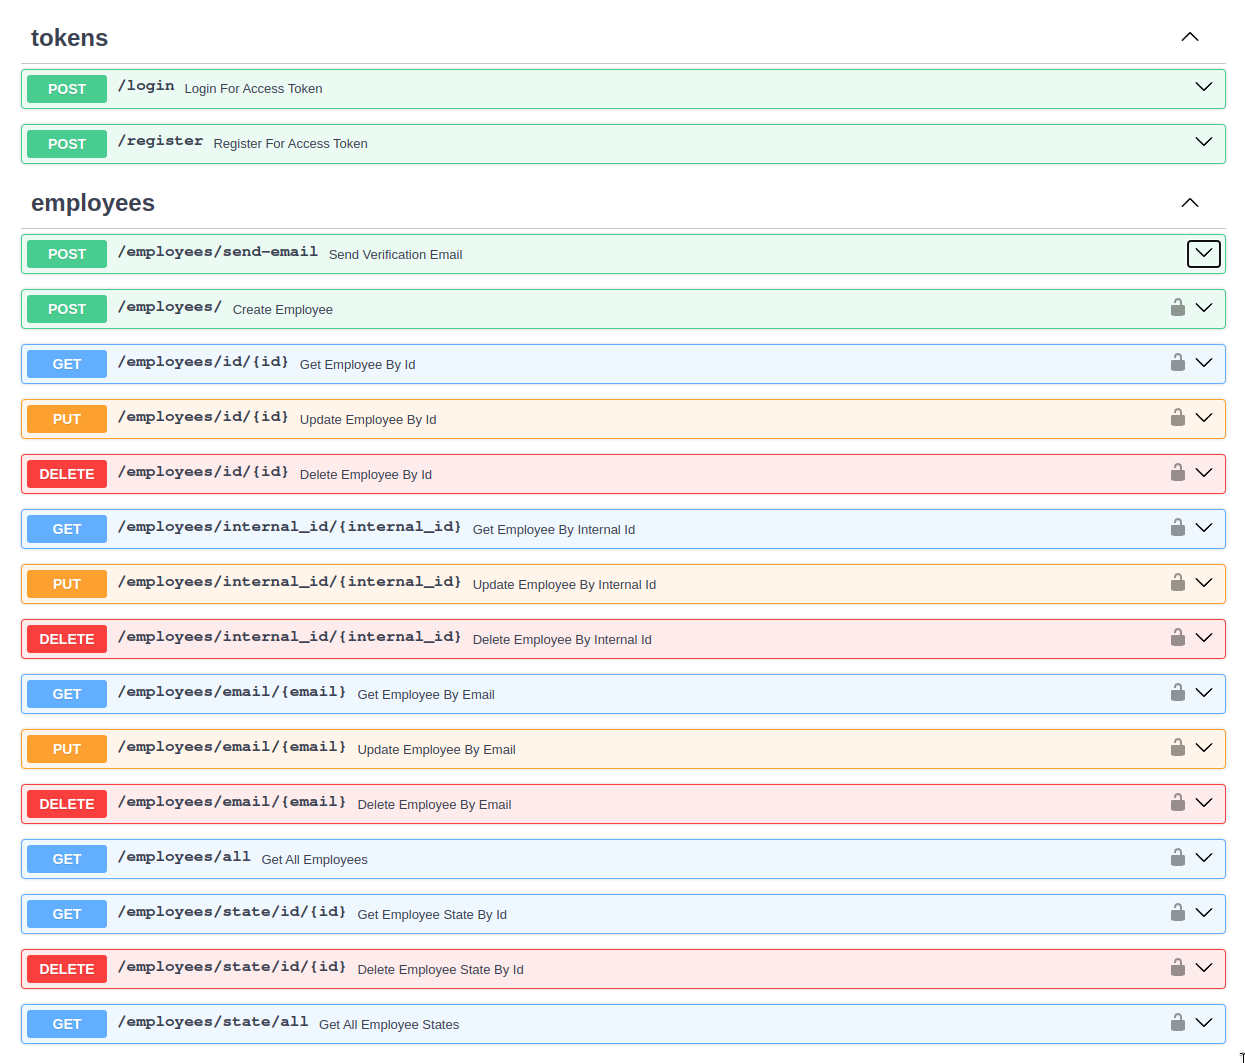 tokens
POST /login Login For Access Token
POST /register Register For Access Token
employees
POST /employees/send-email Send Verification Email
POST /employees/ Create Employee
GET /employees/id/{id} Get Employee By Id
PUT /employees/id/{id} Update Employee By Id
DELETE /employees/id/{id} Delete Employee By Id
GET /employees/internal_id/{internal_id} Get Employee By Internal Id
PUT /employees/internal_id/{internal_id} Update Employee By Internal Id
DELETE /employees/internal_id/{internal_id} Delete Employee By Internal Id
GET /employees/email/{email} Get Employee By Email
PUT /employees/email/{email} Update Employee By Email
DELETE /employees/email/{email} Delete Employee By Email
GET /employees/all Get All Employees
GET /employees/state/id/{id} Get Employee State By Id
DELETE /employees/state/id/{id} Delete Employee State By Id
GET /employees/state/all Get All Employee States